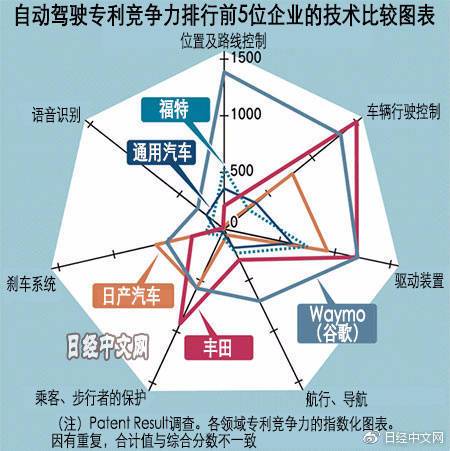 自动驾驶专利竞争力排行前5位企业的技术比较图表
位置及路线控制
1500
1000
500
0
车辆行驶控制
语音识别
福特
通用汽车
刹车系统
驱动装置
日产汽车
Waymo
（谷歌）
丰田
日经中文网
乘客、步行者的保护
航行、导航
（注）Patent Result调查。各领域专利竞争力的指数化图表。
因有重复，合计值与综合分数不一致
@日经中文网